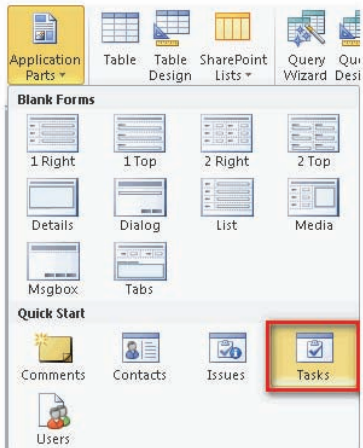 Application Parts
Table
Table Design
SharePoint Lists
Query Wizard
Blank Forms
1 Right
1 Top
2 Right
2 Top
Details
Dialog
List
Media
Msgbox
Tabs
Quick Start
Comments
Contacts
Issues
Tasks
Users